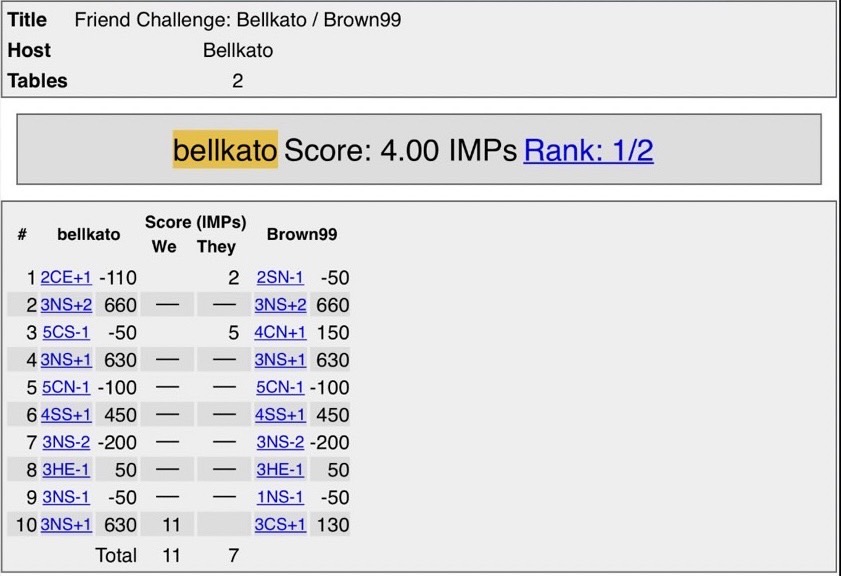 Title Friend Challenge: Bellkato / Brown99
Host Bellkato
Tables 2
bellkato Score: 4.00 IMPs Rank: 1/2
Score (IMPs)
# bellkato We They Brown99
1 2CE+1 -110 2 2SN-1 -50
2 3NS+2 660 — — 3NS+2 660
3 5CS-1 -50 5 4CN+1 150
4 3NS+1 630 — — 3NS+1 630
5 5CN-1 -100 — — 5CN-1 -100
6 4SS+1 450 — — 4SS+1 450
7 3NS-2 -200 — — 3NS-2 -200
8 3HE-1 50 — — 3HE-1 50
9 3NS-1 -50 — — 1NS-1 -50
10 3NS+1 630 11 3CS+1 130
Total 11 7